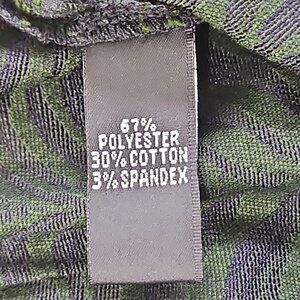 67%
POLYESTER
30% COTTON
3% SPANDEX